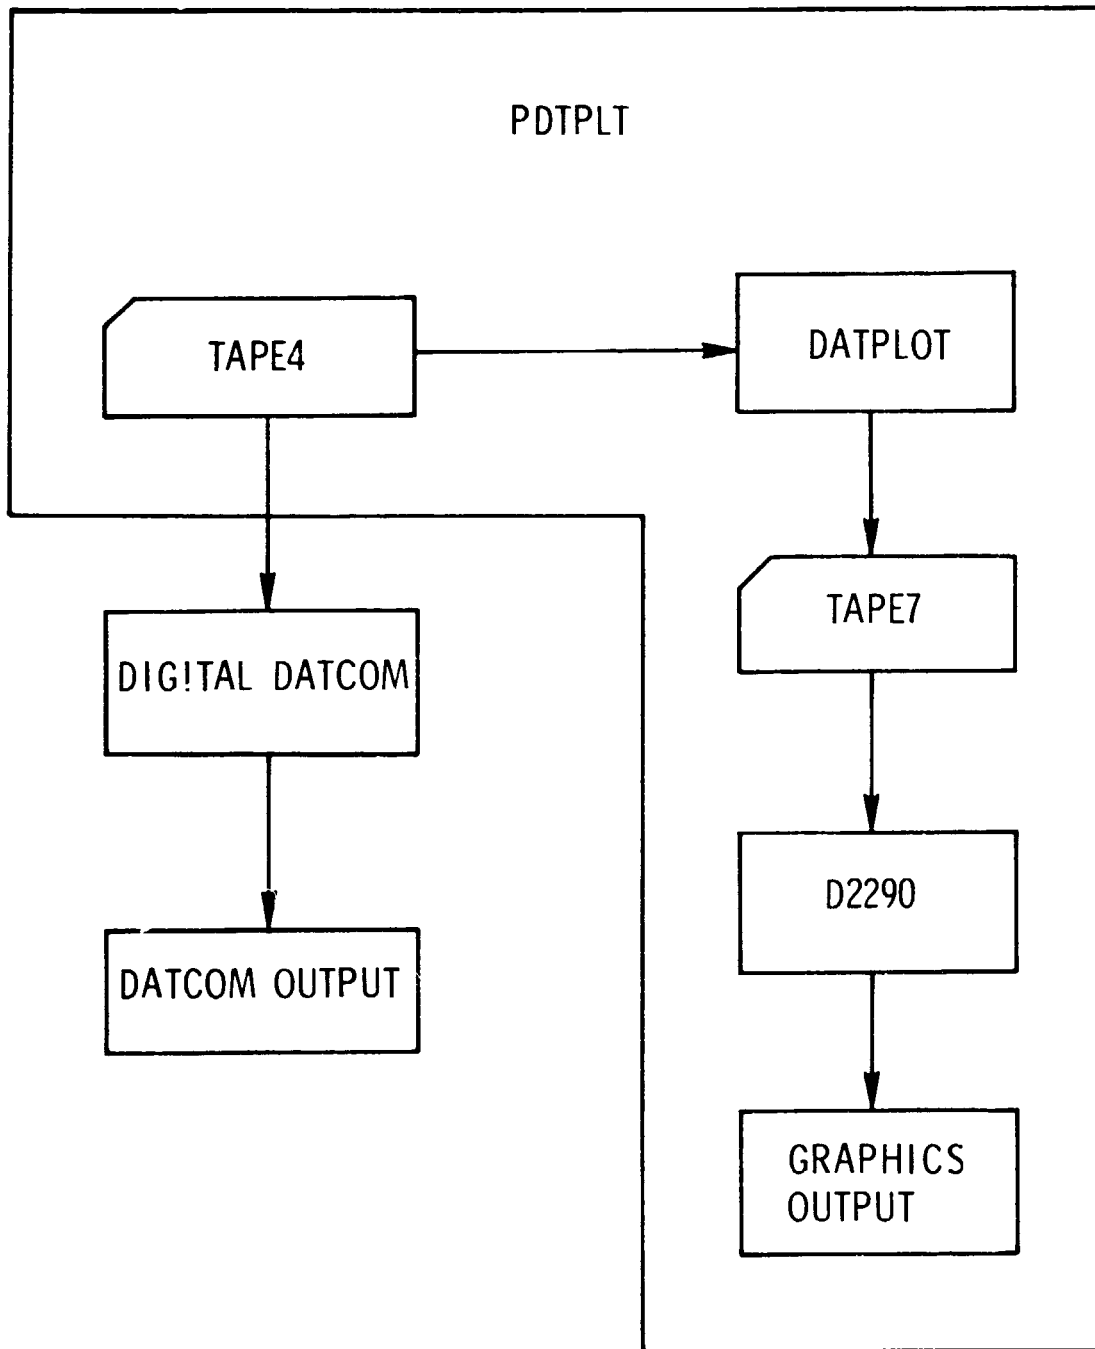 PDTPLT
TAPE4
DATPLOT
TAPE7
DIG!TAL DATCOM
D2290
DATCOM OUTPUT
GRAPHICS
OUTPUT